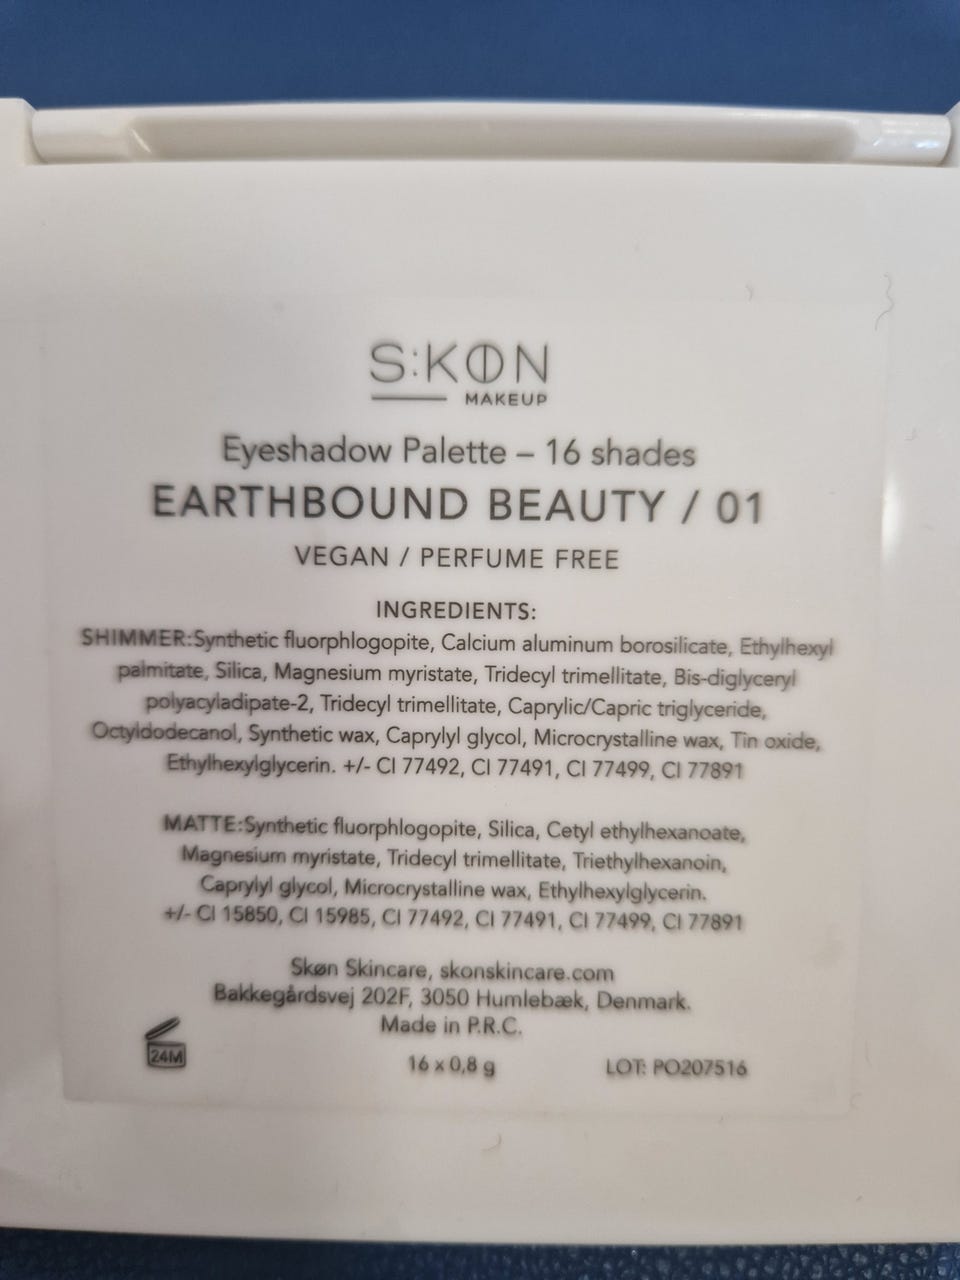 S:KØN
MAKEUP
Eyeshadow Palette – 16 shades
EARTHBOUND BEAUTY / 01
VEGAN / PERFUME FREE
INGREDIENTS:
SHIMMER:Synthetic fluorphlogopite, Calcium aluminum borosilicate, Ethylhexyl
palmitate, Silica, Magnesium myristate, Tridecyl trimellitate, Bis-diglyceryl
polyacyladipate-2, Tridecyl trimellitate, Caprylic/Capric triglyceride,
Octyldodecanol, Synthetic wax, Caprylyl glycol, Microcrystalline wax, Tin oxide,
Ethylhexylglycerin. +/- CI 77492, CI 77491, CI 77499, CI 77891
MATTE:Synthetic fluorphlogopite, Silica, Cetyl ethylhexanoate,
Magnesium myristate, Tridecyl trimellitate, Triethylhexanoin,
Caprylyl glycol, Microcrystalline wax, Ethylhexylglycerin.
+/- CI 15850, CI 15985, CI 77492, CI 77491, CI 77499, CI 77891
Skøn Skincare, skonskincare.com
Bakkegårdsvej 202F, 3050 Humlebæk, Denmark.
Made in P.R.C.
24M
16 x 0,8 g
LOT: PO207516